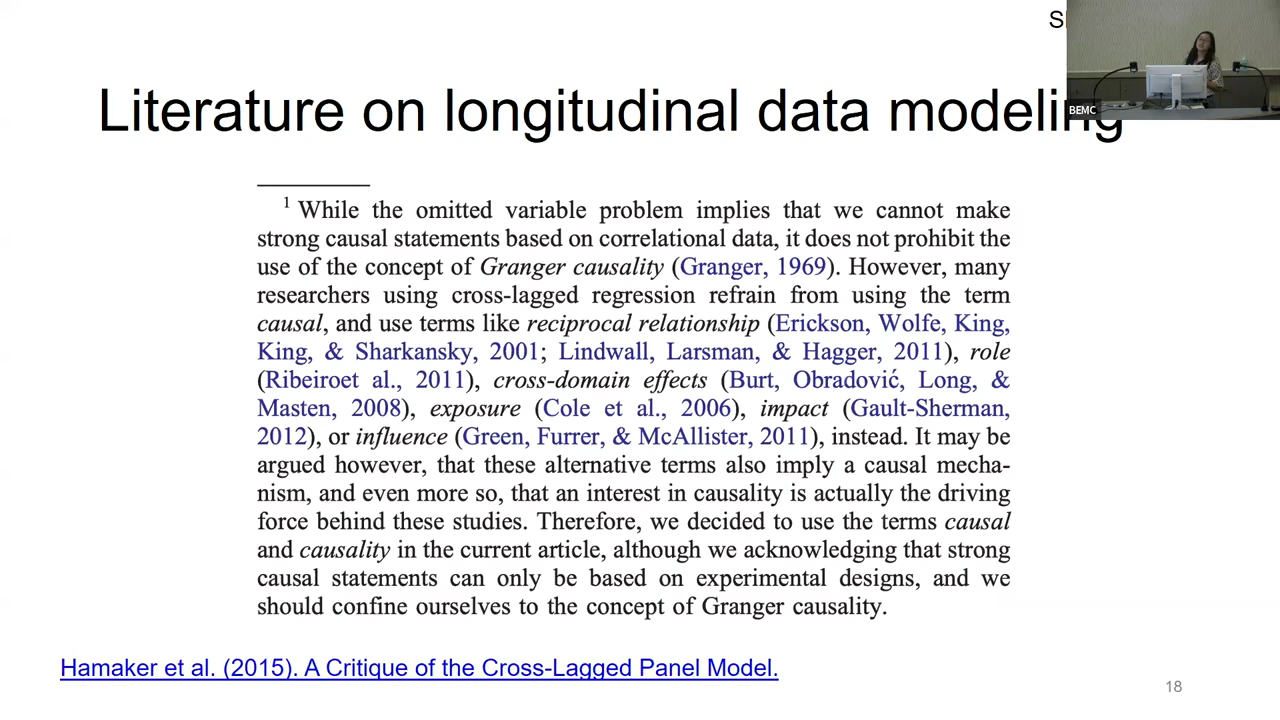 Literature on longitudinal data modeling
BEMC
1 While the omitted variable problem implies that we cannot make
strong causal statements based on correlational data, it does not prohibit the
use of the concept of Granger causality (Granger, 1969). However, many
researchers using cross-lagged regression refrain from using the term
causal, and use terms like reciprocal relationship (Erickson, Wolfe, King,
King, & Sharkansky, 2001; Lindwall, Larsman, & Hagger, 2011), role
(Ribeiroet al., 2011), cross-domain effects (Burt, Obradović, Long, &
Masten, 2008), exposure (Cole et al., 2006), impact (Gault-Sherman,
2012), or influence (Green, Furrer, & McAllister, 2011), instead. It may be
argued however, that these alternative terms also imply a causal mecha-
nism, and even more so, that an interest in causality is actually the driving
force behind these studies. Therefore, we decided to use the terms causal
and causality in the current article, although we acknowledging that strong
causal statements can only be based on experimental designs, and we
should confine ourselves to the concept of Granger causality.
Hamaker et al. (2015). A Critique of the Cross-Lagged Panel Model.
18